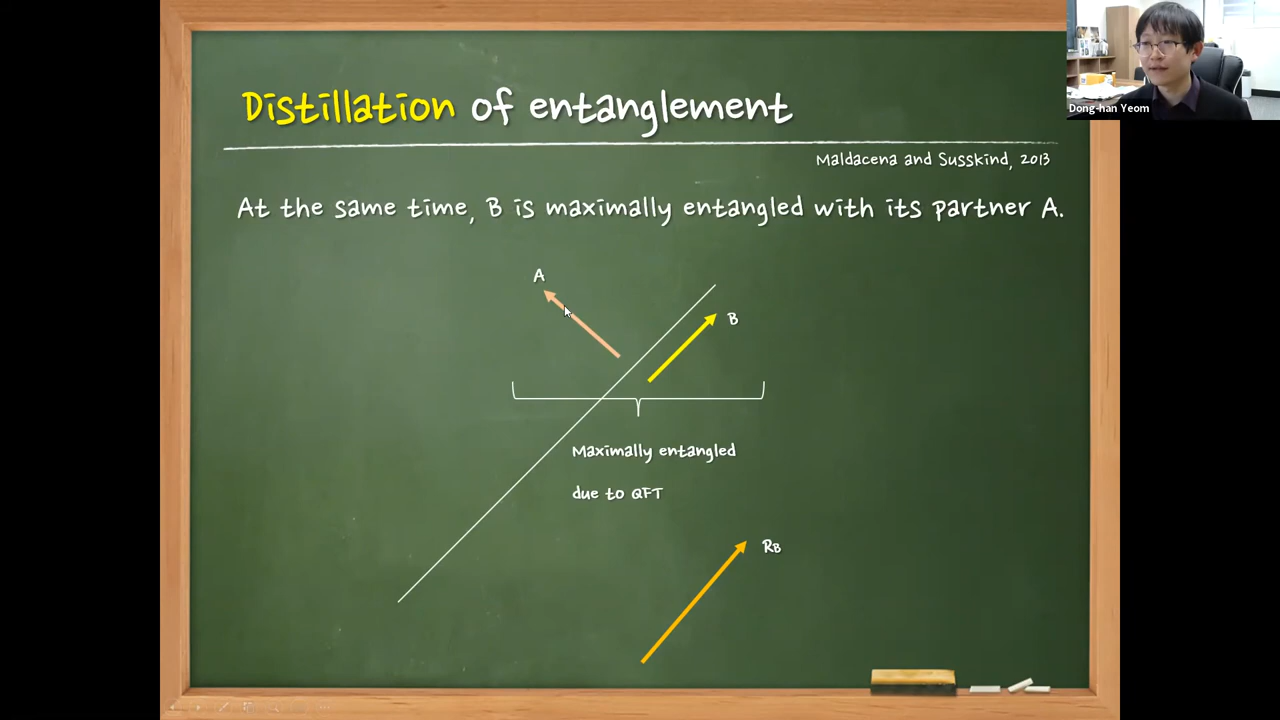 Distillation of entanglement
Dong-han Yeom
Maldacena and Susskind, 2013
At the same time, B is maximally entangled with its partner A.
A
B
Maximally entangled
due to QFT
RB